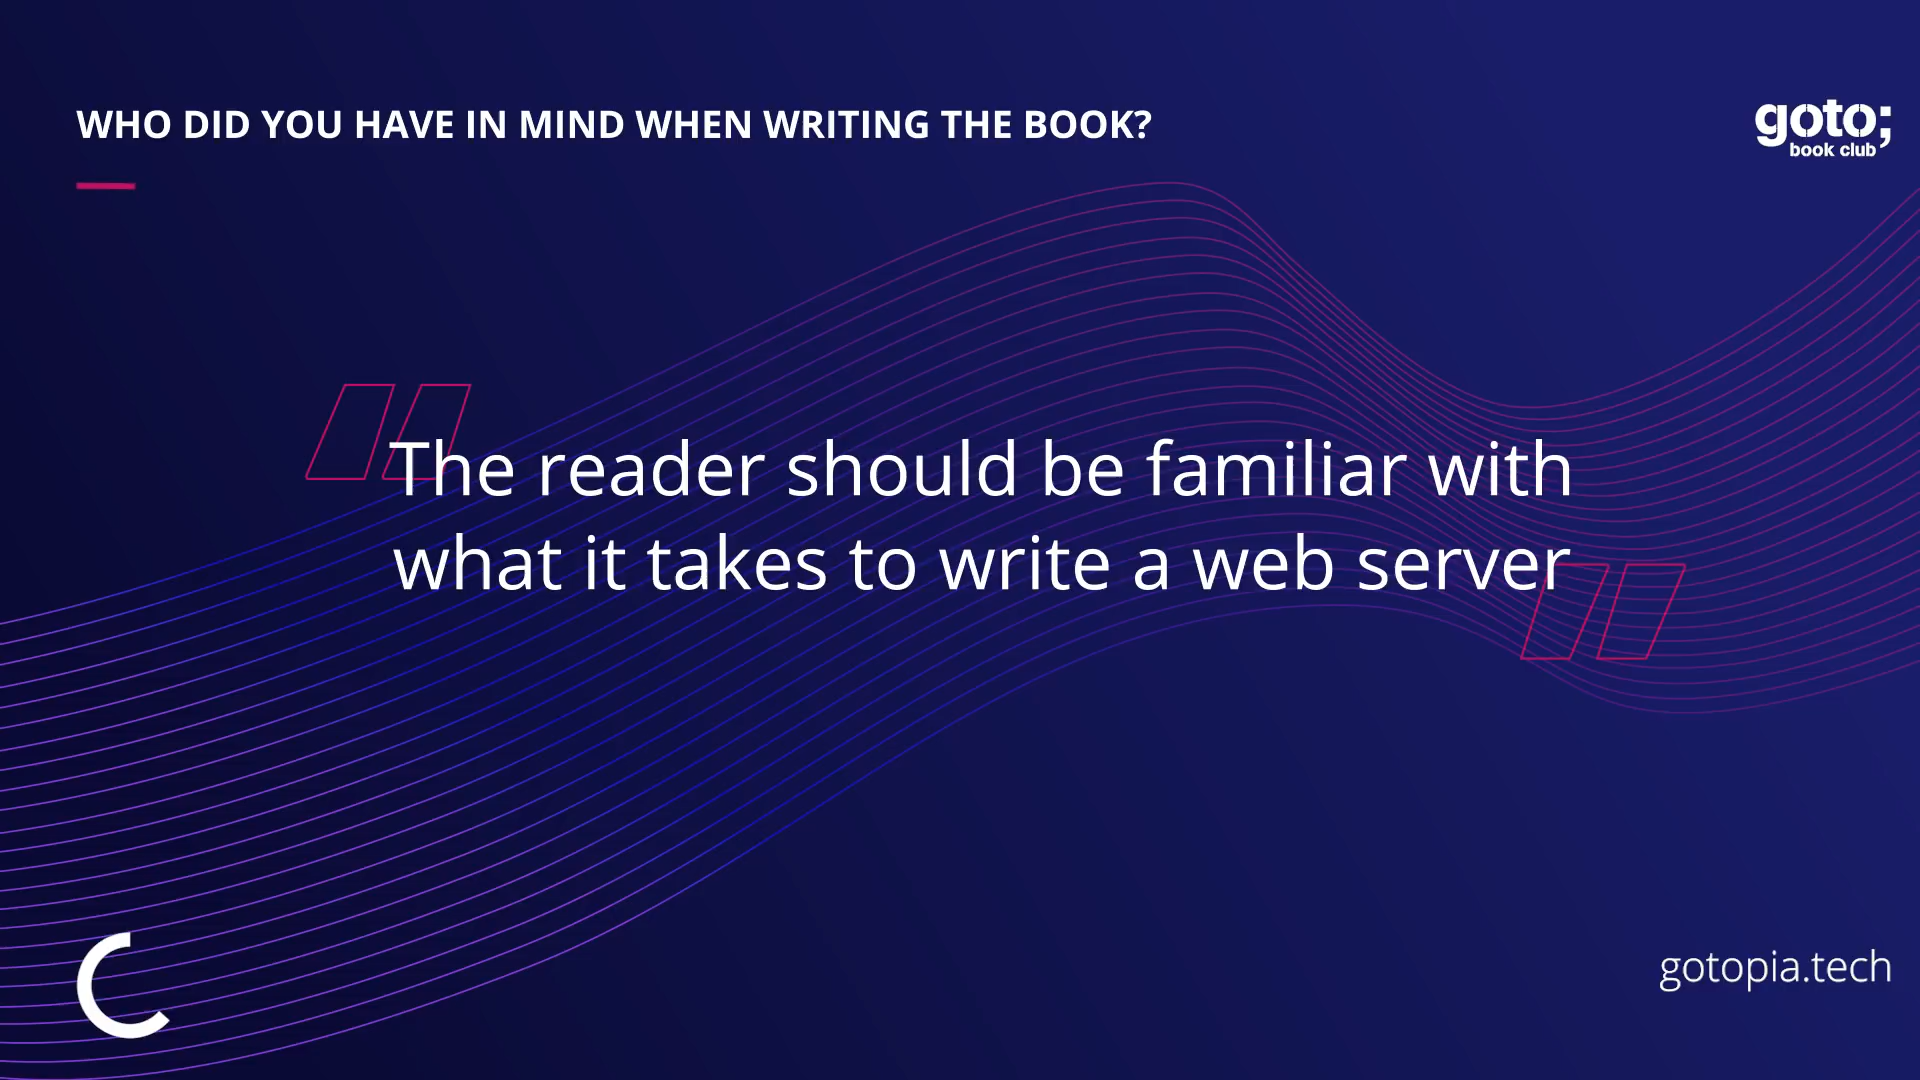 WHO DID YOU HAVE IN MIND WHEN WRITING THE BOOK?
goto;
book club
The reader should be familiar with
what it takes to write a web server
gotopia.tech